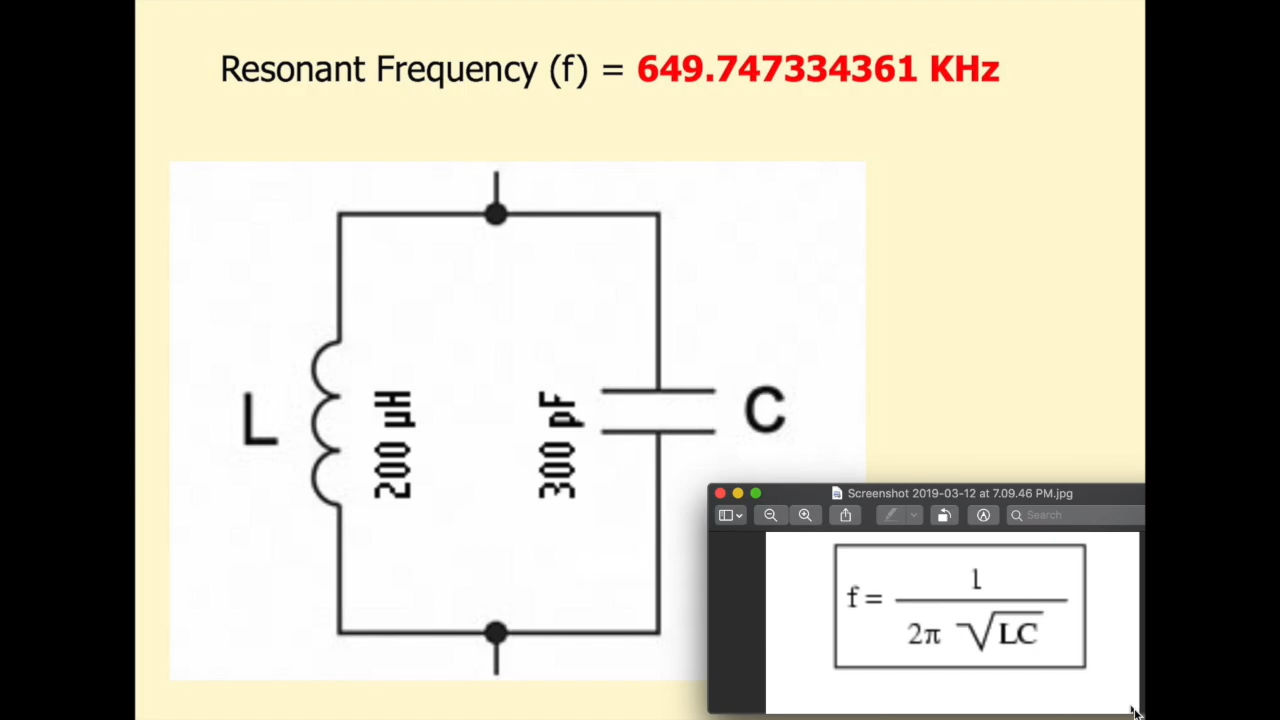 Resonant Frequency (f) = 649.747334361 KHz
L
200 µH
300 pF
C
Screenshot 2019-03-12 at 7.09.46 PM.jpg
Search
f = 1
2π √LC